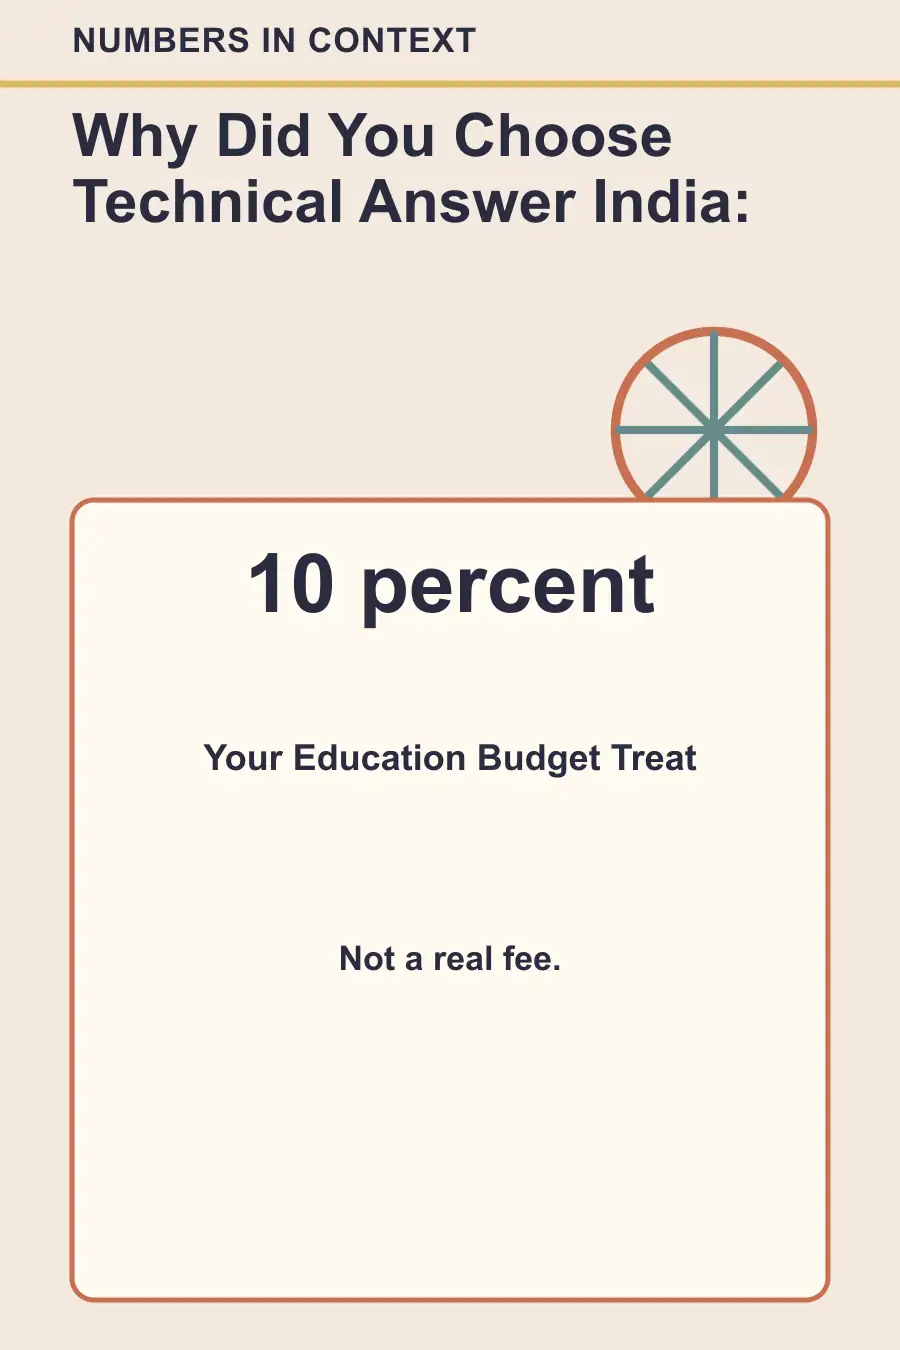 NUMBERS IN CONTEXT
Why Did You Choose
Technical Answer India:
10 percent
Your Education Budget Treat
Not a real fee.